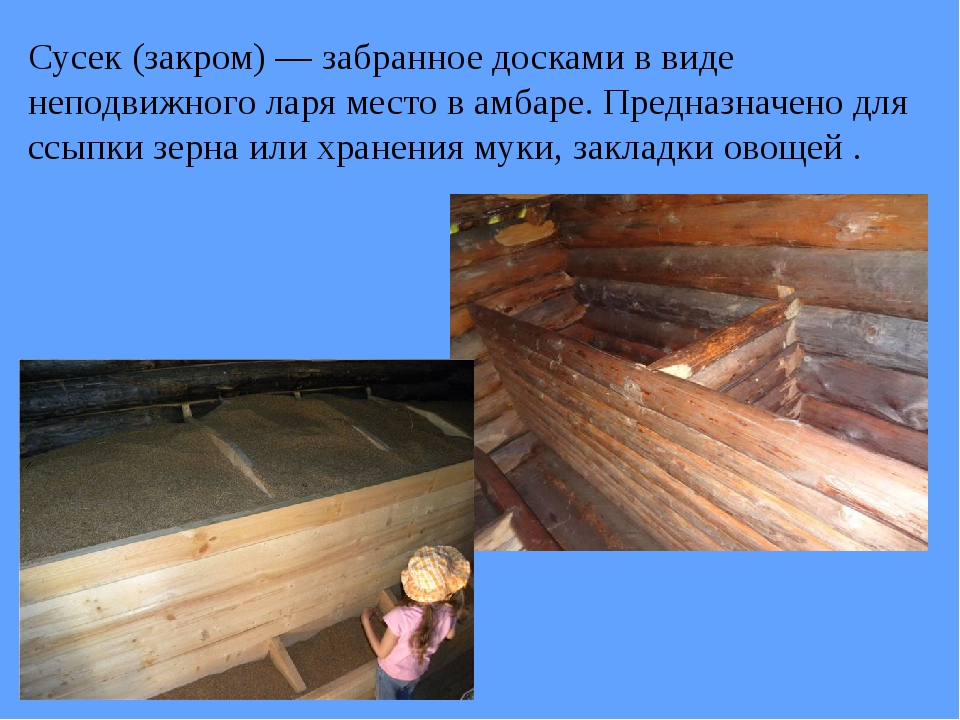 Сусек (закром) — забранное досками в виде
неподвижного ларя место в амбаре. Предназначено для
ссыпки зерна или хранения муки, закладки овощей .